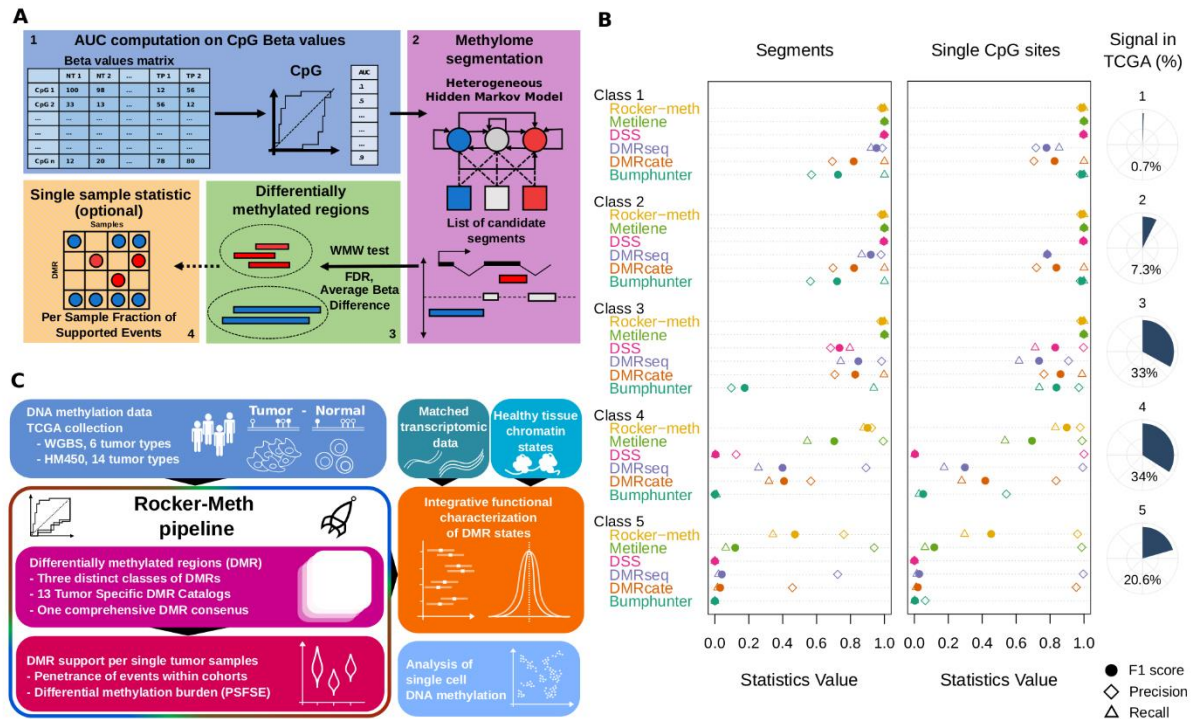 A
1 AUC computation on CpG Beta values
Beta values matrix
NT 1 NT 2 ... TP 1 TP 2
CpG 1 100 98 ... 12 56
CpG 2 33 13 ... 56 12
... ... ... ... ... ...
... ... ... ... ... ...
... ... ... ... ... ...
CpG n 12 20 ... 78 80
CpG
AUC
.1
.5
...
...
...
...
.9
2 Methylome
segmentation
Heterogeneous
Hidden Markov Model
List of candidate
segments
Differentially
methylated regions
WMW test
FDR,
Average Beta
Difference
3
Single sample statistic
(optional)
Samples
DMR
Per Sample Fraction of
Supported Events
4
B
Segments
Single CpG sites
Signal in
TCGA (%)
Class 1
Rocker−meth
Metilene
DSS
DMRseq
DMRcate
Bumphunter
1
0.7%
Class 2
Rocker−meth
Metilene
DSS
DMRseq
DMRcate
Bumphunter
2
7.3%
Class 3
Rocker−meth
Metilene
DSS
DMRseq
DMRcate
Bumphunter
3
33%
Class 4
Rocker−meth
Metilene
DSS
DMRseq
DMRcate
Bumphunter
4
34%
Class 5
Rocker−meth
Metilene
DSS
DMRseq
DMRcate
Bumphunter
5
20.6%
0.0 0.2 0.4 0.6 0.8 1.0
0.0 0.2 0.4 0.6 0.8 1.0
Statistics Value
Statistics Value
F1 score
Precision
Recall
C
DNA methylation data
TCGA collection
- WGBS, 6 tumor types
- HM450, 14 tumor types
Tumor - Normal
Matched
transcriptomic
data
Healthy tissue
chromatin
states
Rocker-Meth
pipeline
Differentially methylated regions (DMR)
- Three distinct classes of DMRs
- 13 Tumor Specific DMR Catalogs
- One comprehensive DMR consenus
DMR support per single tumor samples
- Penetrance of events within cohorts
- Differential methylation burden (PSFSE)
Integrative functional
characterization
of DMR states
Analysis of
single cell
DNA methylation